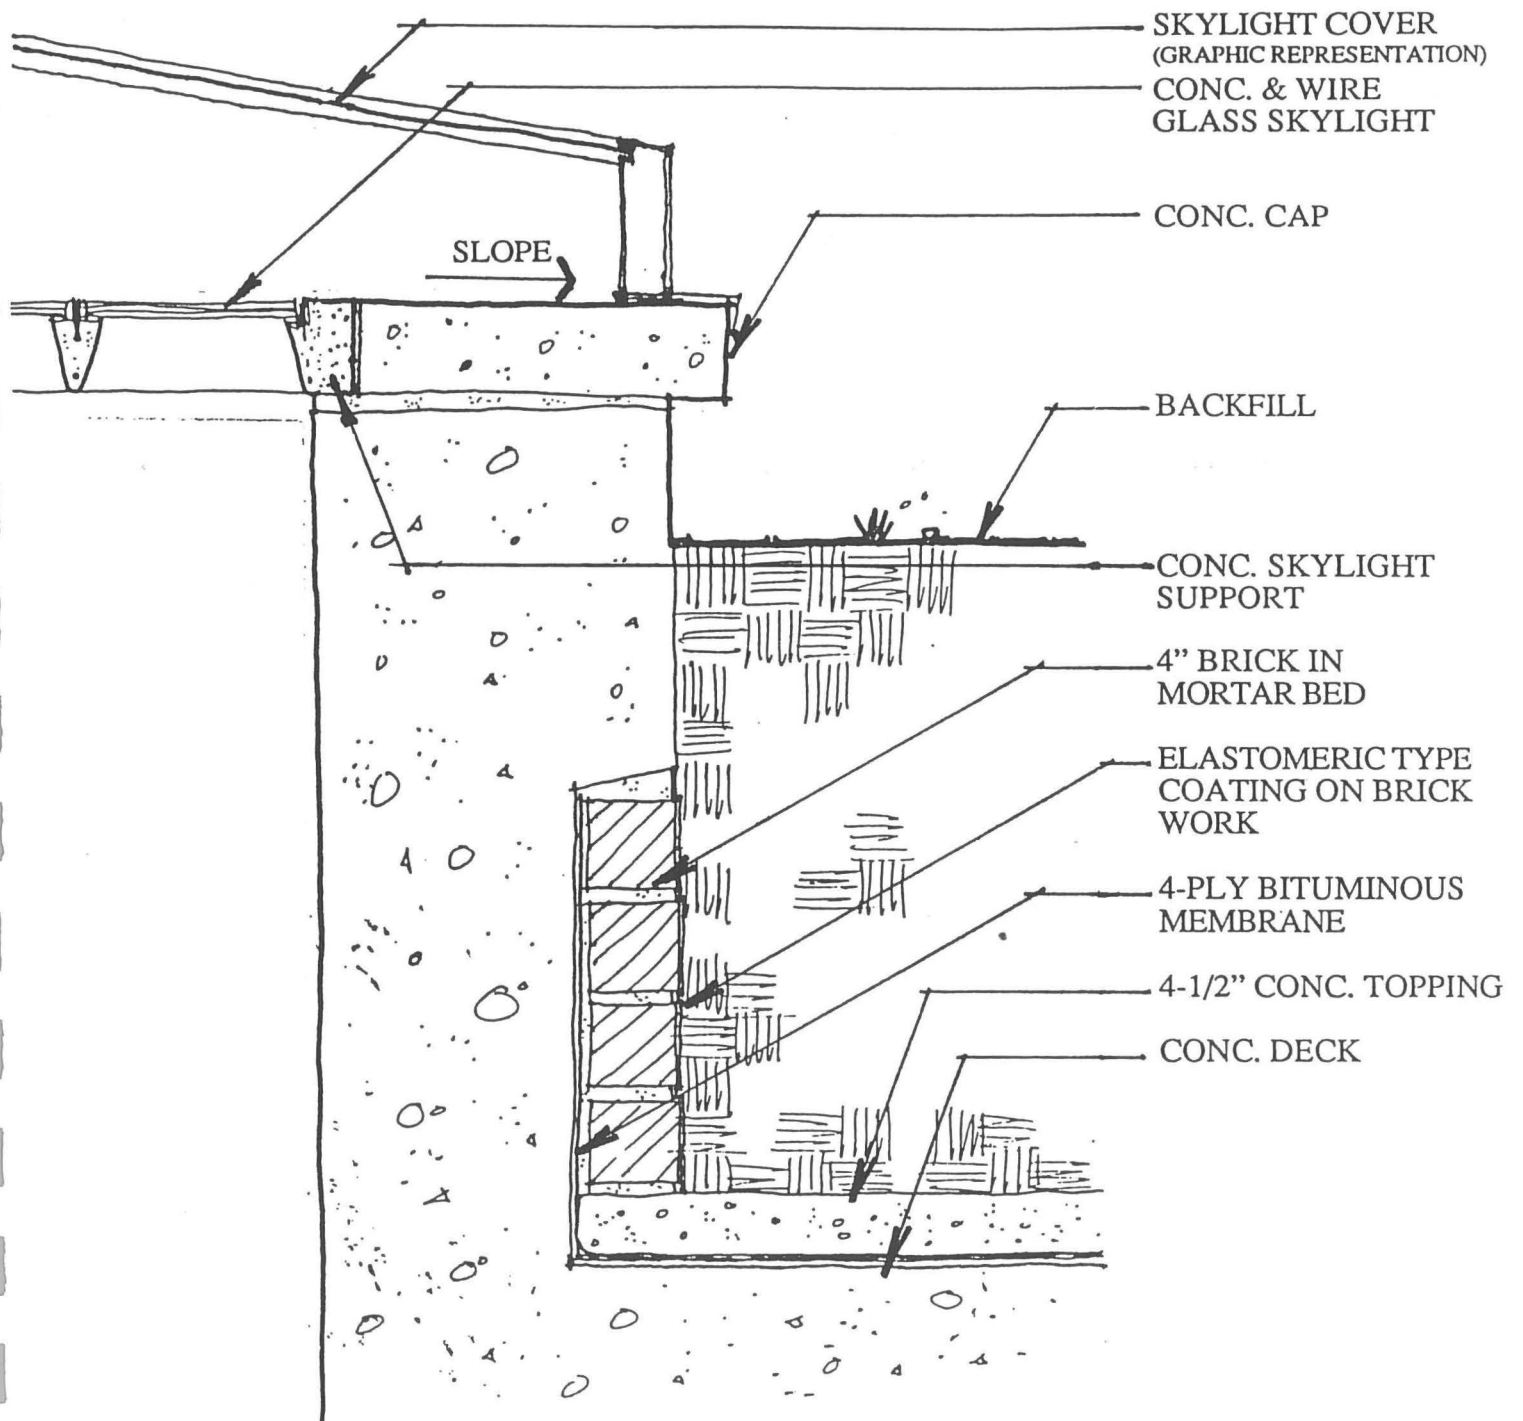 SKYLIGHT COVER
(GRAPHIC REPRESENTATION)
CONC. & WIRE
GLASS SKYLIGHT
CONC. CAP
SLOPE
BACKFILL
CONC. SKYLIGHT
SUPPORT
4” BRICK IN
MORTAR BED
ELASTOMERIC TYPE
COATING ON BRICK
WORK
4-PLY BITUMINOUS
MEMBRANE
4-1/2” CONC. TOPPING
CONC. DECK